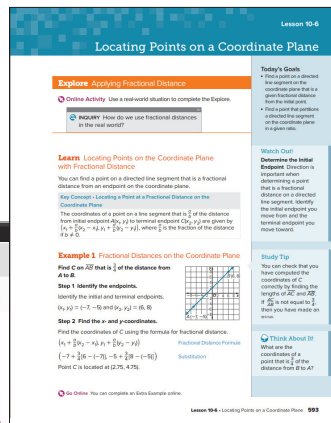 Lesson 10-6
Locating Points on a Coordinate Plane
Explore Applying Fractional Distance
Online Activity Use a real-world situation to complete the Explore.
INQUIRY How do we use fractional distances
in the real world?
Learn Locating Points on the Coordinate Plane
with Fractional Distance
You can find a point on a directed line segment that is a fractional
distance from an endpoint on the coordinate plane.
Key Concept • Locating a Point at a Fractional Distance on the
Coordinate Plane
The coordinates of a point on a line segment that is a/b of the distance
from initial endpoint A(x₁, y₁) to terminal endpoint C(x₂, y₂) are given by
(x₁ + a/b(x₂ − x₁), y₁ + a/b(y₂ − y₁)), where a/b is the fraction of the distance
if b ≠ 0.
Example 1 Fractional Distances on the Coordinate Plane
Find C on AB that is 3/4 of the distance from
A to B.
Step 1 Identify the endpoints.
Identify the initial and terminal endpoints.
(x₁, y₁) = (−7, −5) and (x₂, y₂) = (6, 8)
Step 2 Find the x- and y-coordinates.
Find the coordinates of C using the formula for fractional distance.
(x₁ + a/b(x₂ − x₁), y₁ + a/b(y₂ − y₁)) Fractional Distance Formula
(−7 + 3/4(6 − (−7)), −5 + 3/4(8 − (−5))) Substitution
Point C is located at (2.75, 4.75).
Go Online You can complete an Extra Example online.
Today's Goals
• Find a point on a directed
line segment on the
coordinate plane that is a
given fractional distance
from the initial point.
• Find a point that partitions
a directed line segment
on the coordinate plane
in a given ratio.
Watch Out!
Determine the Initial
Endpoint Direction is
important when
determining a point
that is a fractional
distance on a directed
line segment. Identify
the initial endpoint you
move from and the
terminal endpoint you
move toward.
Study Tip
You can check that you
have computed the
coordinates of C
correctly by finding the
lengths of AC and AB.
If AC/AB is not equal to 3/4,
then you have made an
error.
Think About It!
What are the
coordinates of a
point that is 3/4 of the
distance from B to A?
Lesson 10-6 • Locating Points on a Coordinate Plane 593